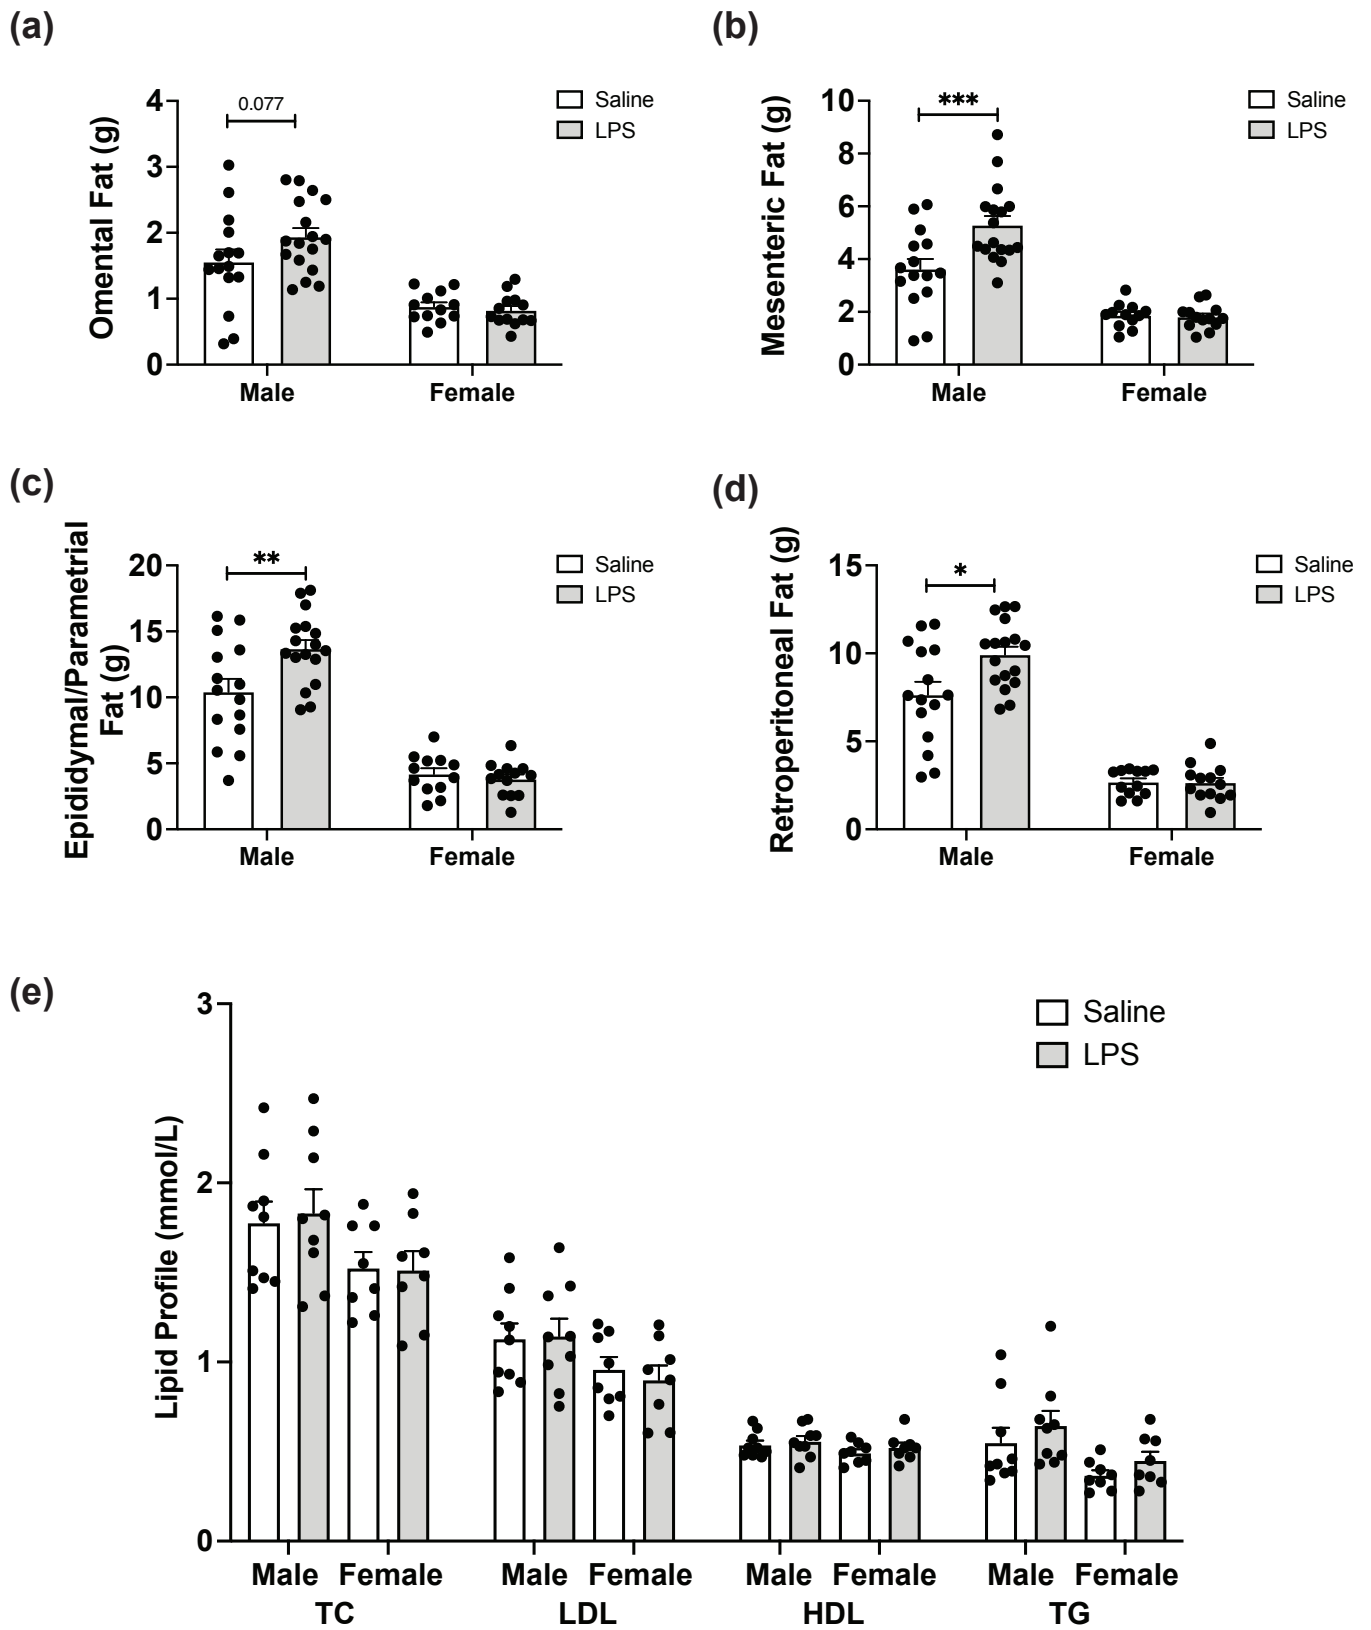 (a)
Omental Fat (g)
4
3
2
1
0
0.077
Saline
LPS
Male Female
(b)
Mesenteric Fat (g)
10
8
6
4
2
0
***
Saline
LPS
Male Female
(c)
Epididymal/Parametrial
Fat (g)
20
15
10
5
0
**
Saline
LPS
Male Female
(d)
Retroperitoneal Fat (g)
15
10
5
0
*
Saline
LPS
Male Female
(e)
Lipid Profile (mmol/L)
3
2
1
0
Saline
LPS
Male Female Male Female Male Female Male Female
TC LDL HDL TG